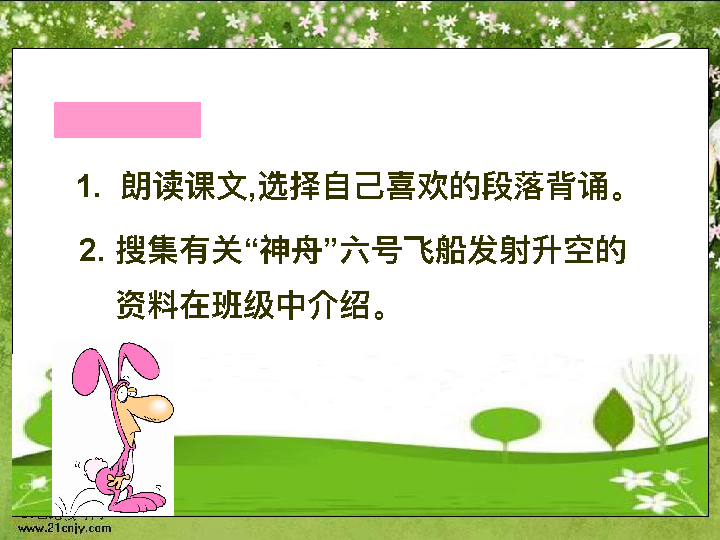 1. 朗读课文,选择自己喜欢的段落背诵。
2. 搜集有关“神舟”六号飞船发射升空的
资料在班级中介绍。
www.21cnjy.com